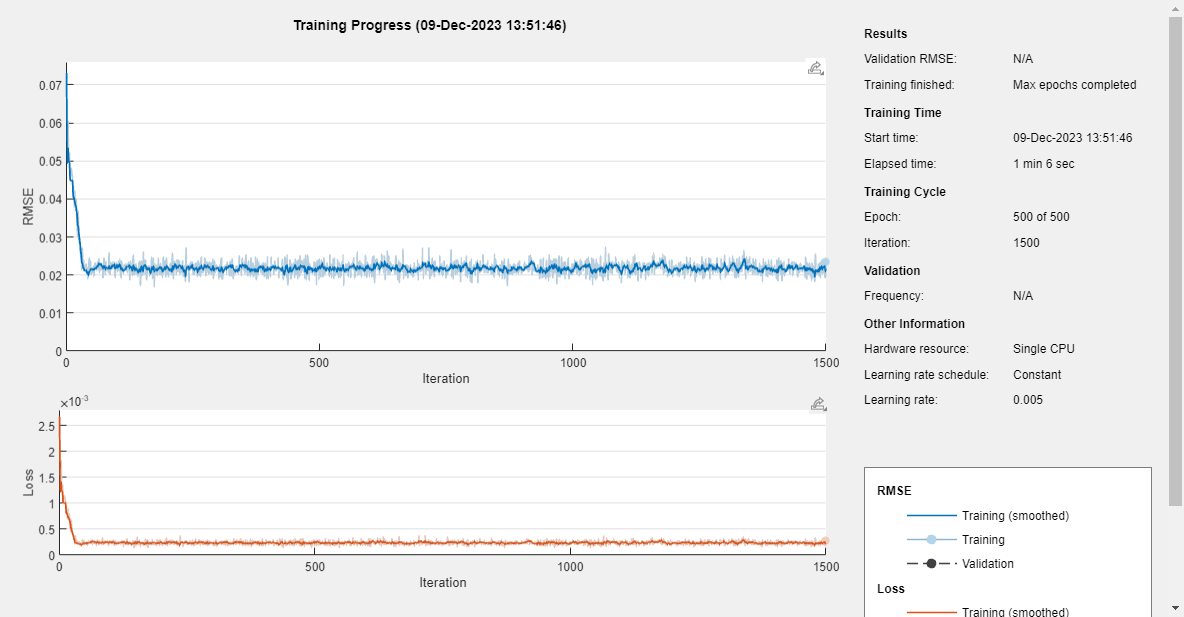 Training Progress (09-Dec-2023 13:51:46)
0.07
0.06
0.05
0.04
0.03
0.02
0.01
0
RMSE
0 500 1000 1500
Iteration
×10-3
2.5
2
1.5
1
0.5
0
Loss
0 500 1000 1500
Iteration
Results
Validation RMSE: N/A
Training finished: Max epochs completed
Training Time
Start time: 09-Dec-2023 13:51:46
Elapsed time: 1 min 6 sec
Training Cycle
Epoch: 500 of 500
Iteration: 1500
Validation
Frequency: N/A
Other Information
Hardware resource: Single CPU
Learning rate schedule: Constant
Learning rate: 0.005
RMSE
Training (smoothed)
Training
Validation
Loss
Training (smoothed)